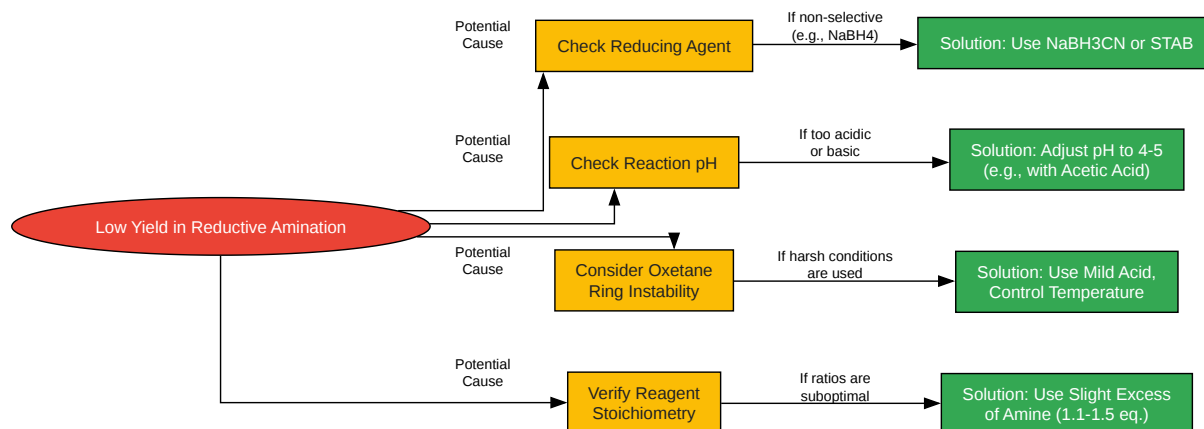 Potential
Cause
Check Reducing Agent
If non-selective
(e.g., NaBH4)
Solution: Use NaBH3CN or STAB
Potential
Cause
Check Reaction pH
If too acidic
or basic
Solution: Adjust pH to 4-5
(e.g., with Acetic Acid)
Low Yield in Reductive Amination
Potential
Cause
Consider Oxetane
Ring Instability
If harsh conditions
are used
Solution: Use Mild Acid,
Control Temperature
Potential
Cause
Verify Reagent
Stoichiometry
If ratios are
suboptimal
Solution: Use Slight Excess
of Amine (1.1-1.5 eq.)